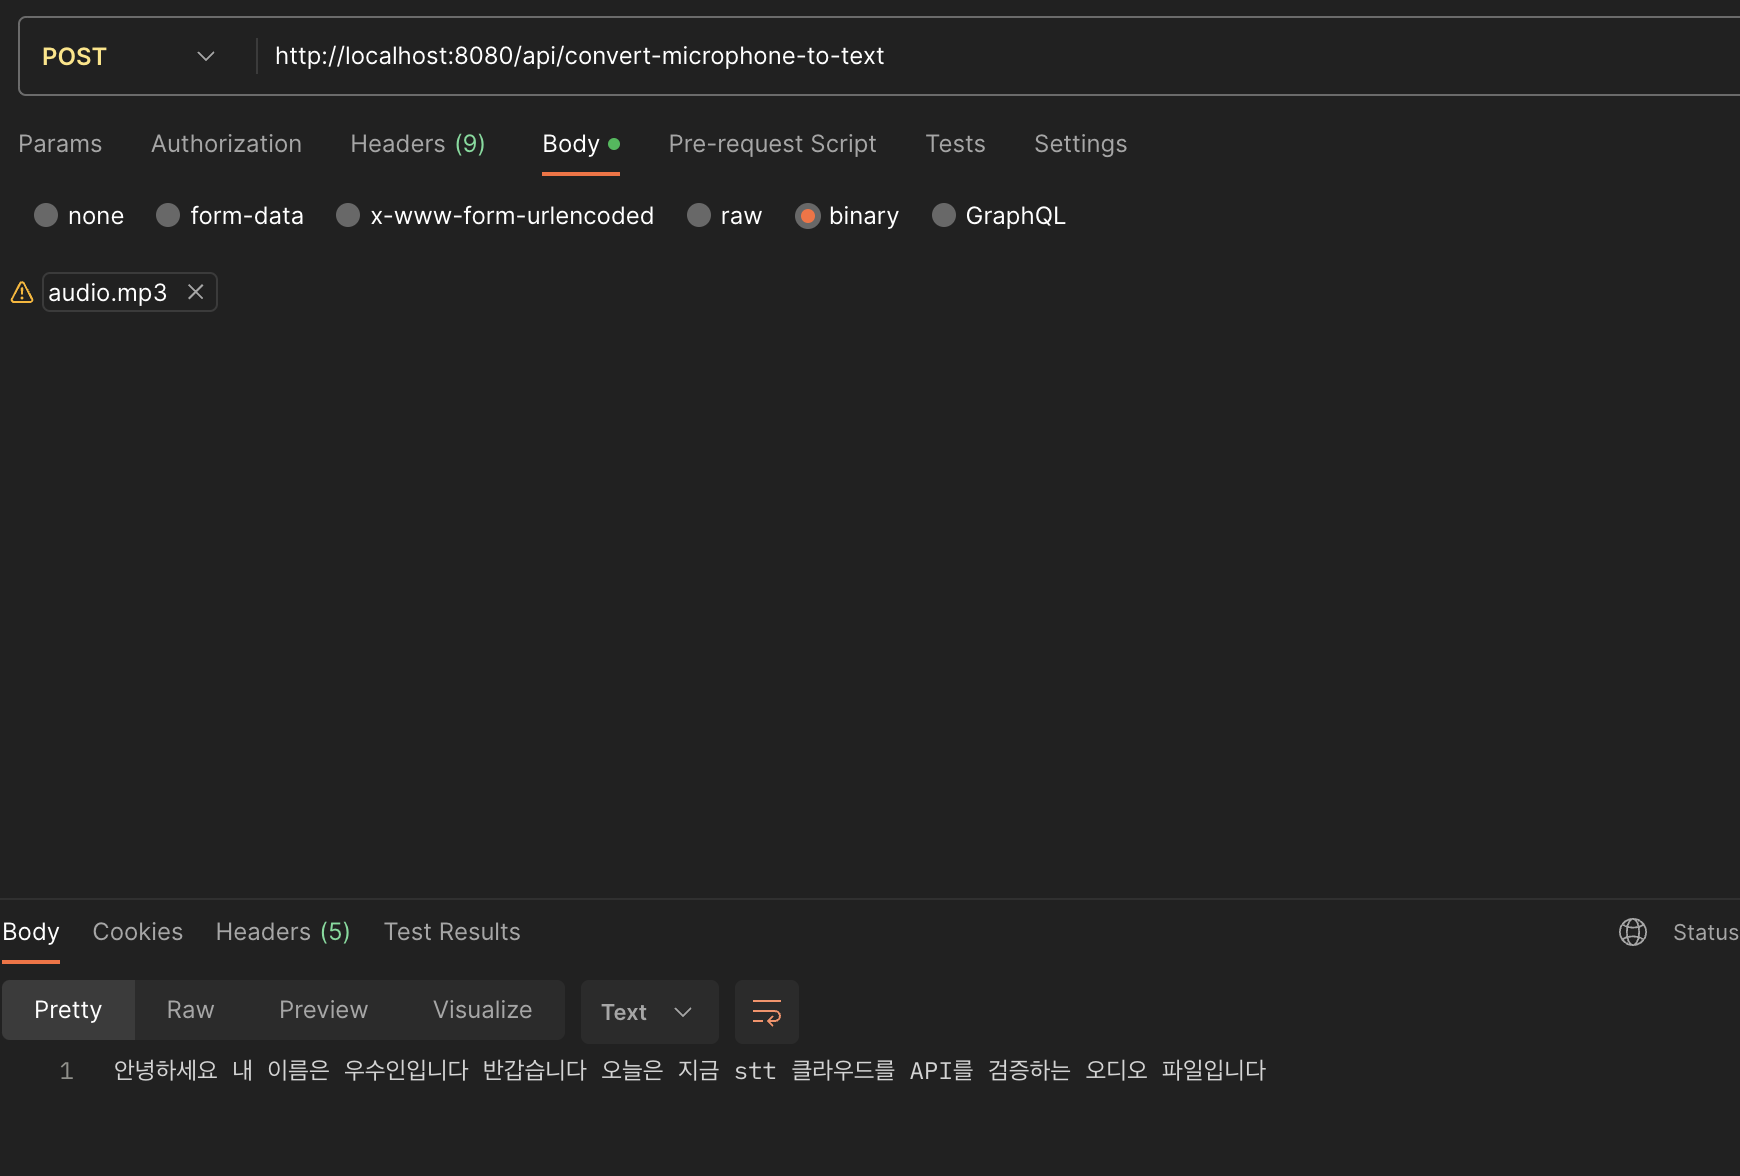 POST http://localhost:8080/api/convert-microphone-to-text
Params Authorization Headers (9) Body Pre-request Script Tests Settings
none form-data x-www-form-urlencoded raw binary GraphQL
audio.mp3
Body Cookies Headers (5) Test Results Status
Pretty Raw Preview Visualize Text
1 안녕하세요 내 이름은 우수인입니다 반갑습니다 오늘은 지금 stt 클라우드를 API를 검증하는 오디오 파일입니다